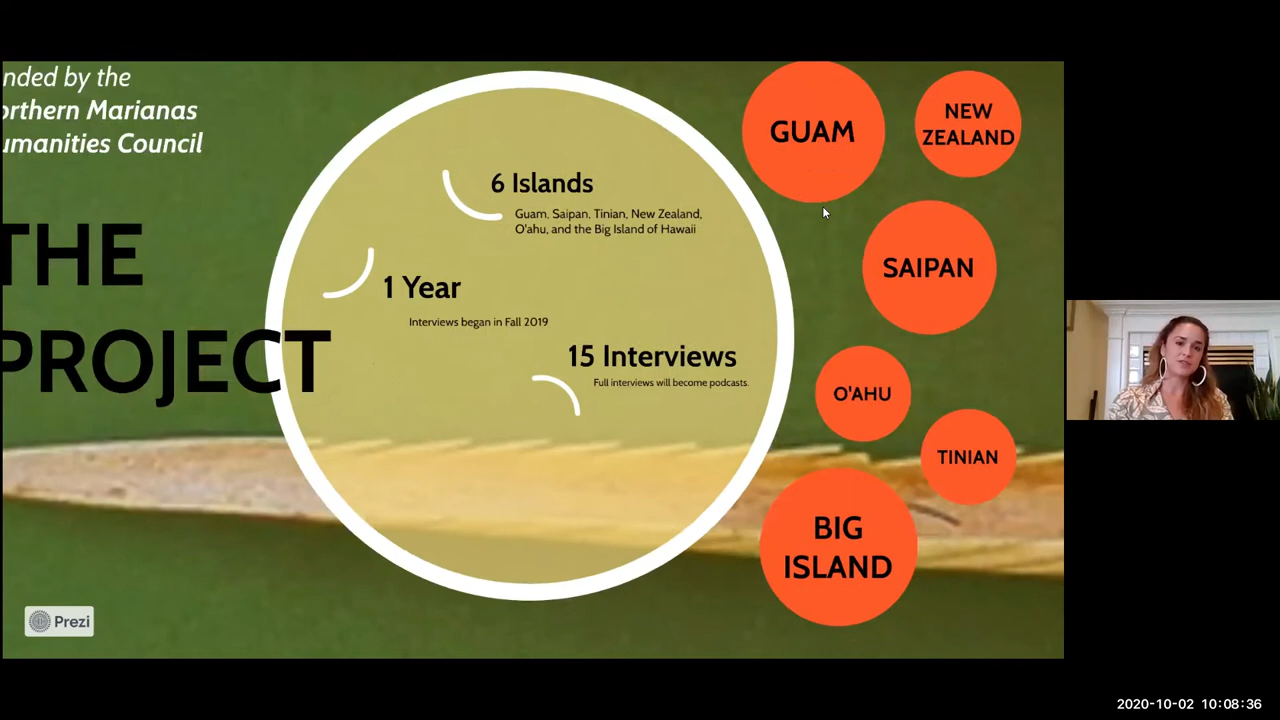 nded by the
orthern Marianas
umanities Council
THE
PROJECT
6 Islands
Guam, Saipan, Tinian, New Zealand,
O'ahu, and the Big Island of Hawaii
1 Year
Interviews began in Fall 2019
15 Interviews
Full interviews will become podcasts.
GUAM
NEW
ZEALAND
SAIPAN
O'AHU
TINIAN
BIG
ISLAND
Prezi
2020-10-02 10:08:36